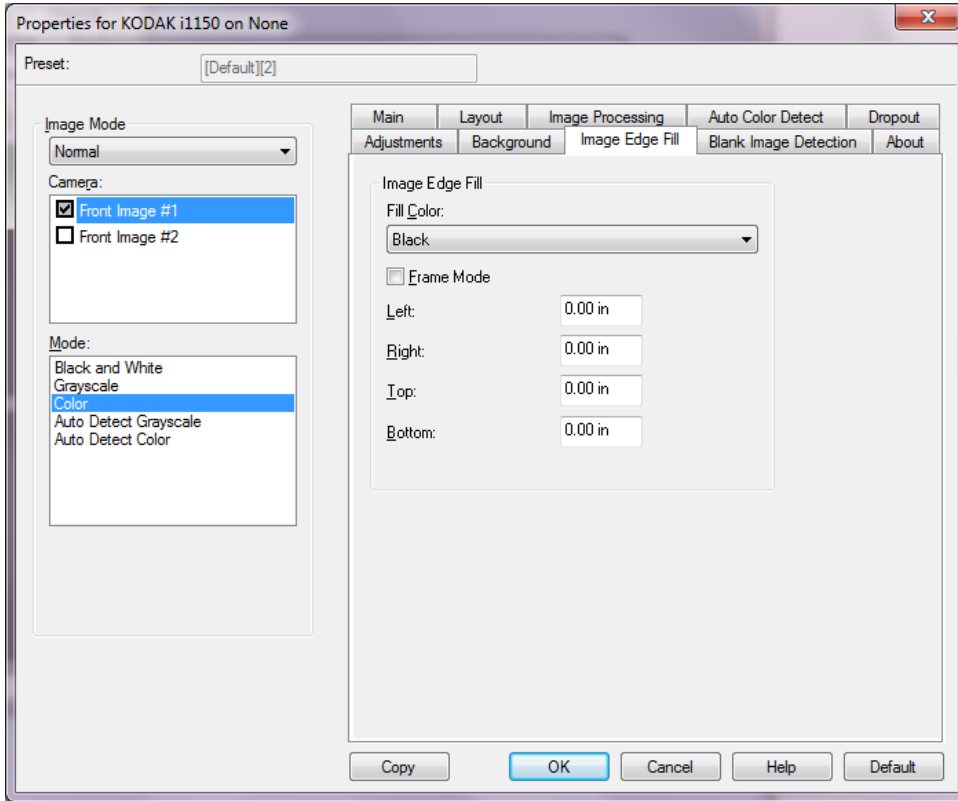 Properties for KODAK i1150 on None
x
Preset:
[Default][2]
Image Mode
Normal
Camera:
Front Image #1
Front Image #2
Mode:
Black and White
Grayscale
Color
Auto Detect Grayscale
Auto Detect Color
Main
Layout
Image Processing
Auto Color Detect
Dropout
Adjustments
Background
Image Edge Fill
Blank Image Detection
About
Image Edge Fill
Fill Color:
Black
Frame Mode
Left:
0.00 in
Right:
0.00 in
Top:
0.00 in
Bottom:
0.00 in
Copy
OK
Cancel
Help
Default